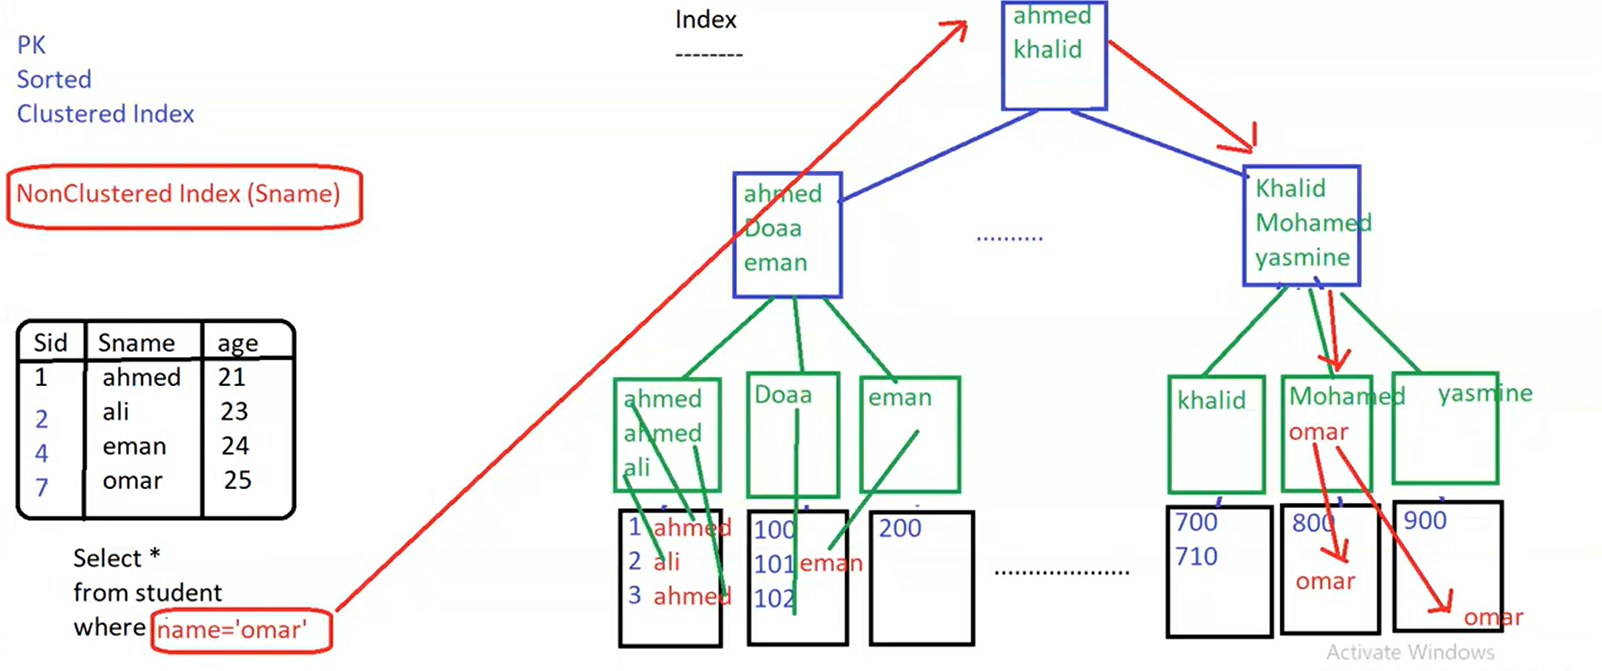 Index
--------
PK
Sorted
Clustered Index
NonClustered Index (Sname)
Sid Sname age
1 ahmed 21
2 ali 23
4 eman 24
7 omar 25
Select *
from student
where name='omar'
ahmed
khalid
ahmed
Doaa
eman
..........
Khalid
Mohamed
yasmine
ahmed
ahmed
ali
Doaa
eman
khalid
Mohamed
omar
yasmine
1 ahmed
2 ali
3 ahmed
100
101 eman
102
200
....................
700
710
800
omar
900
omar
Activate Windows